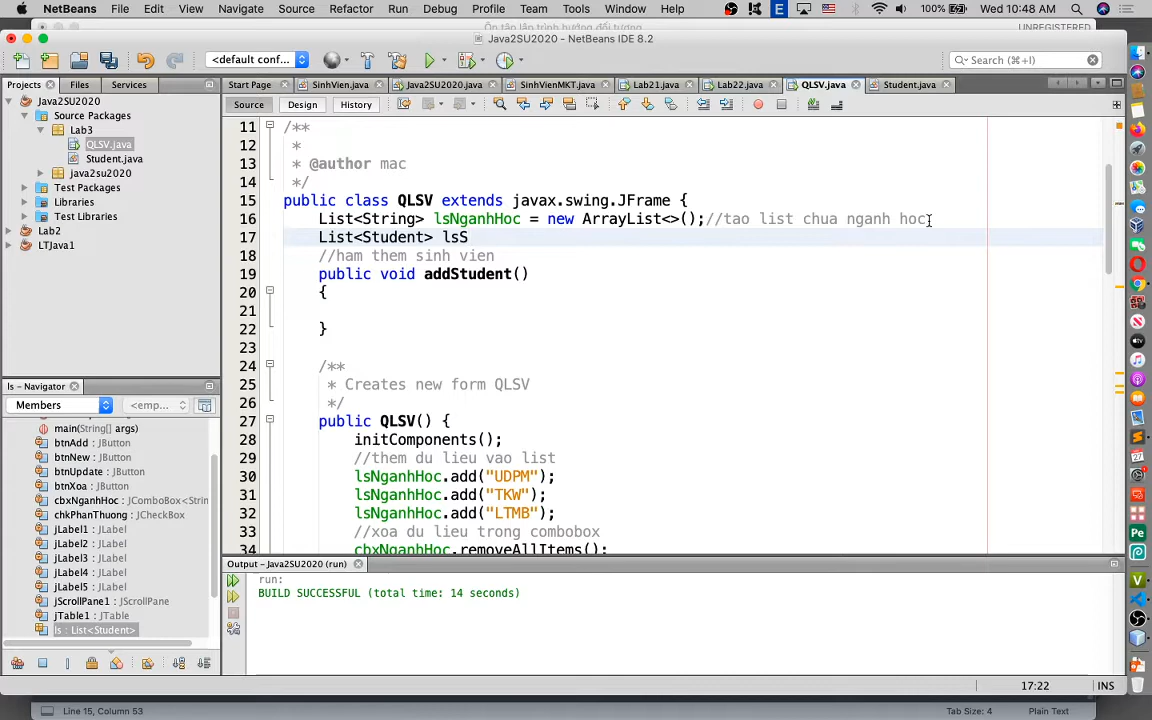 NetBeans File Edit View Navigate Source Refactor Run Debug Profile Team Tools Window Help 100% Wed 10:48 AM
UNREGISTERED
Java2SU2020 - NetBeans IDE 8.2
<default conf... Search (⌘+I)
Projects Files Services
Start Page SinhVien.java Java2SU2020.java SinhVienMKT.java Lab21.java Lab22.java QLSV.java Student.java
Source Design History
Java2SU2020
Source Packages
Lab3
QLSV.java
Student.java
java2su2020
Test Packages
Libraries
Test Libraries
Lab2
LTJava1
11 /**
12 *
13 * @author mac
14 */
15 public class QLSV extends javax.swing.JFrame {
16 List<String> lsNganhHoc = new ArrayList<>();//tao list chua nganh hoc
17 List<Student> lsS
18 //ham them sinh vien
19 public void addStudent()
20 {
21
22 }
23
24 /**
25 * Creates new form QLSV
26 */
27 public QLSV() {
28 initComponents();
29 //them du lieu vao list
30 lsNganhHoc.add("UDPM");
31 lsNganhHoc.add("TKW");
32 lsNganhHoc.add("LTMB");
33 //xoa du lieu trong combobox
34 cbxNganhHoc.removeAllItems();
ls - Navigator
Members <emp...
main(String[] args)
btnAdd : JButton
btnNew : JButton
btnUpdate : JButton
btnXoa : JButton
cbxNganhHoc : JComboBox<Strin
chkPhanThuong : JCheckBox
jLabel1 : JLabel
jLabel2 : JLabel
jLabel3 : JLabel
jLabel4 : JLabel
jLabel5 : JLabel
jScrollPane1 : JScrollPane
jTable1 : JTable
ls : List<Student>
Output - Java2SU2020 (run)
run:
BUILD SUCCESSFUL (total time: 14 seconds)
17:22 INS
Line 15, Column 53 Tab Size: 4 Plain Text